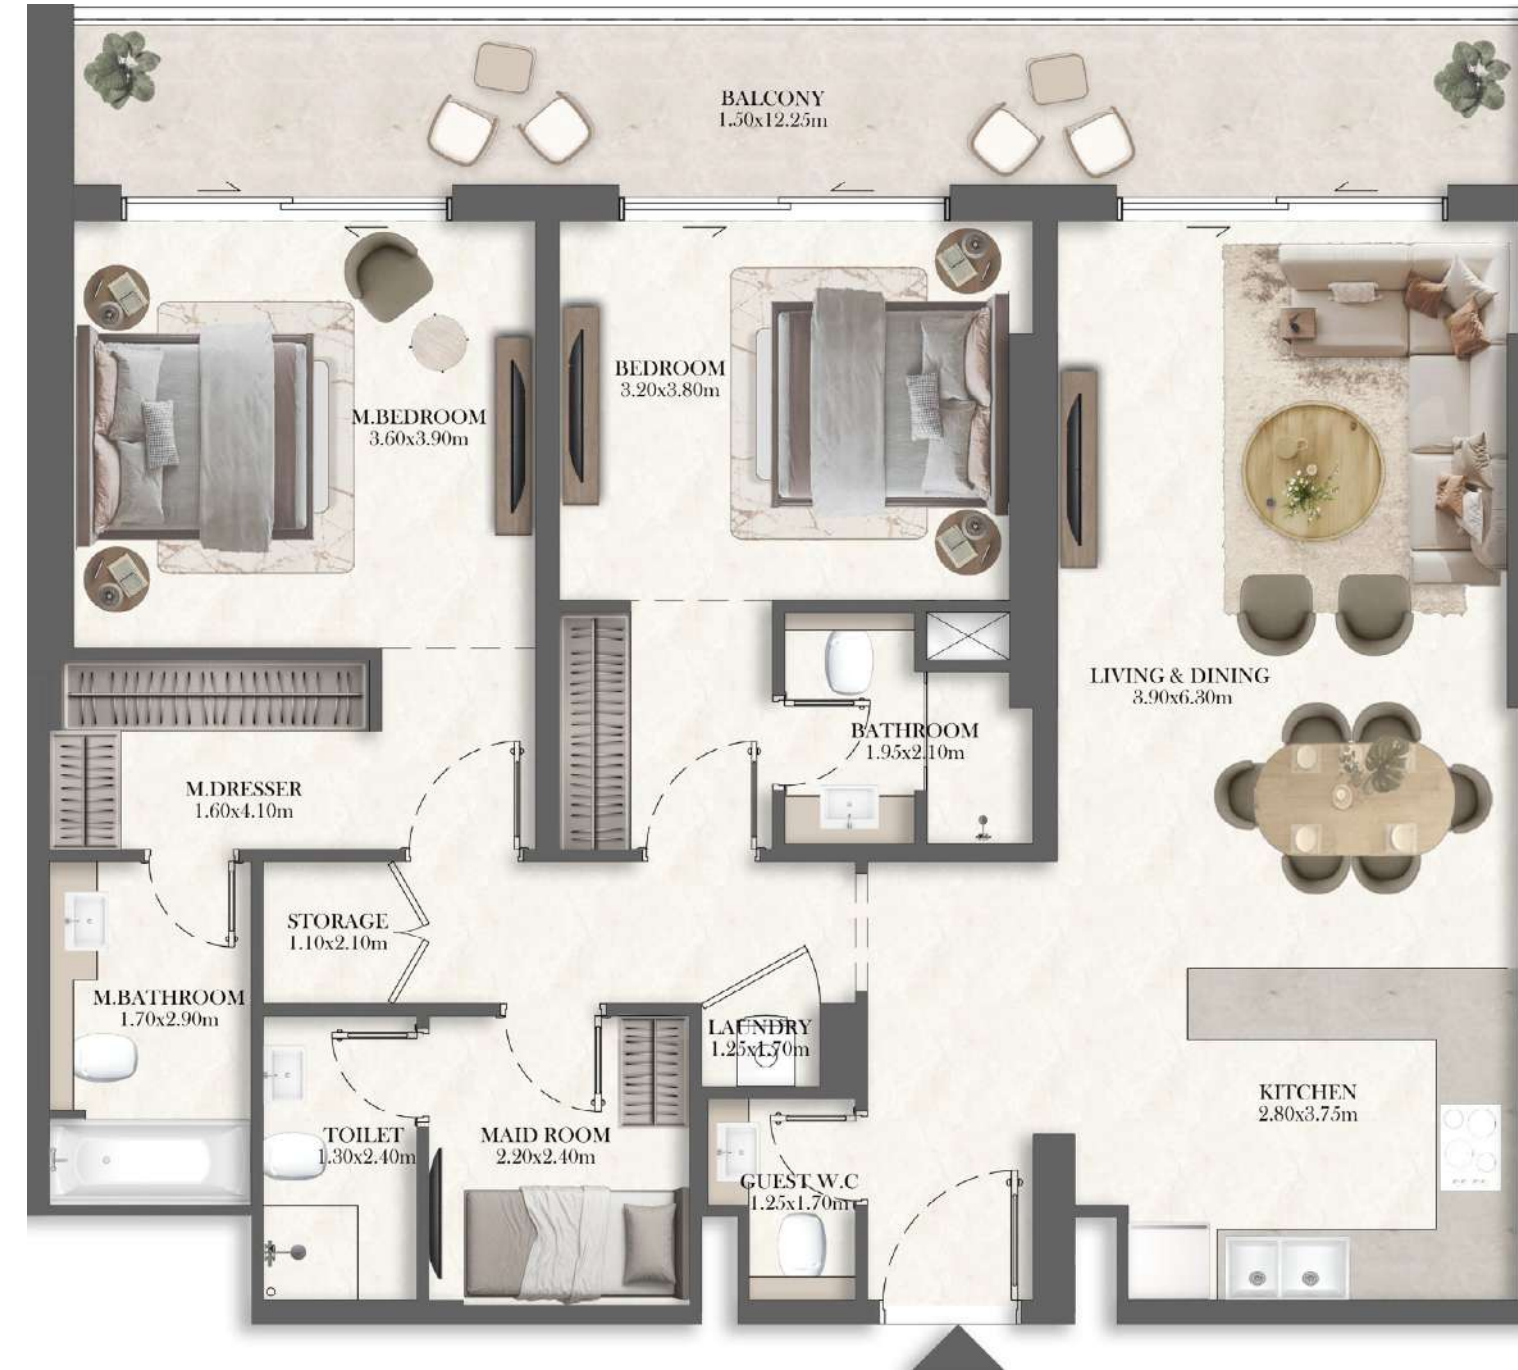 BALCONY
1.50x12.25m
BEDROOM
3.20x3.80m
M.BEDROOM
3.60x3.90m
LIVING & DINING
3.90x6.30m
BATHROOM
1.95x2.10m
M.DRESSER
1.60x4.10m
STORAGE
1.10x2.10m
M.BATHROOM
1.70x2.90m
LAUNDRY
1.25x1.70m
KITCHEN
2.80x3.75m
TOILET
1.30x2.40m
MAID ROOM
2.20x2.40m
GUEST W.C
1.25x1.70m